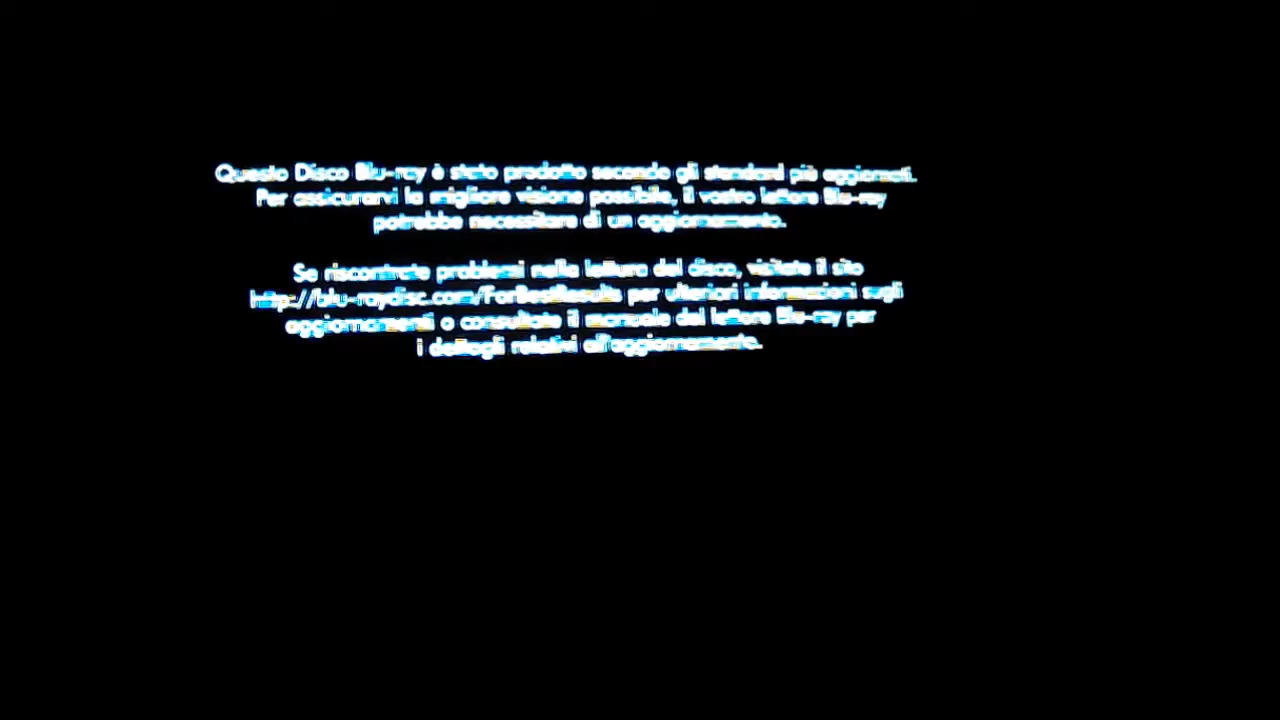 Questo Disco Blu-ray è stato prodotto secondo gli standard più aggiornati.
Per assicurarvi la migliore visione possibile, il vostro lettore Blu-ray
potrebbe necessitare di un aggiornamento.
Se riscontrate problemi nella lettura del disco, visitate il sito
http://blu-raydisc.com/ForBestResults per ulteriori informazioni sugli
aggiornamenti o consultate il manuale del lettore Blu-ray per
i dettagli relativi all'aggiornamento.